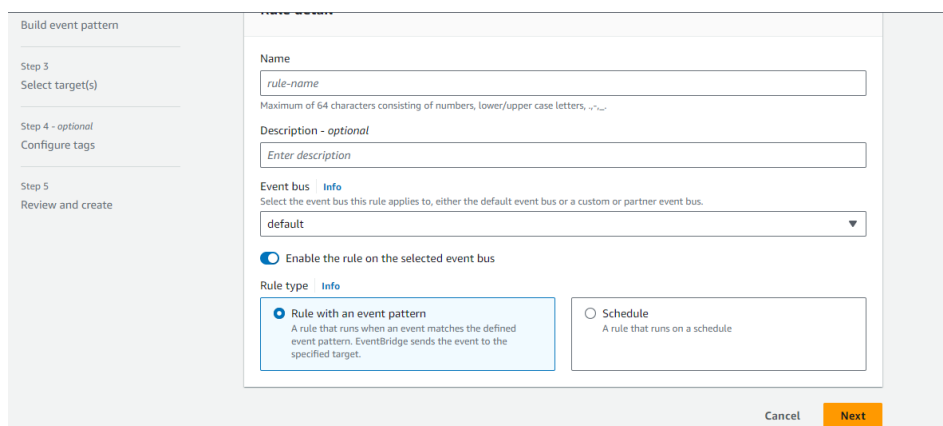 Rule detail
Build event pattern
Step 3
Select target(s)
Step 4 - optional
Configure tags
Step 5
Review and create
Name
rule-name
Maximum of 64 characters consisting of numbers, lower/upper case letters, .,-,_.
Description - optional
Enter description
Event bus Info
Select the event bus this rule applies to, either the default event bus or a custom or partner event bus.
default
Enable the rule on the selected event bus
Rule type Info
Rule with an event pattern
A rule that runs when an event matches the defined
event pattern. EventBridge sends the event to the
specified target.
Schedule
A rule that runs on a schedule
Cancel
Next